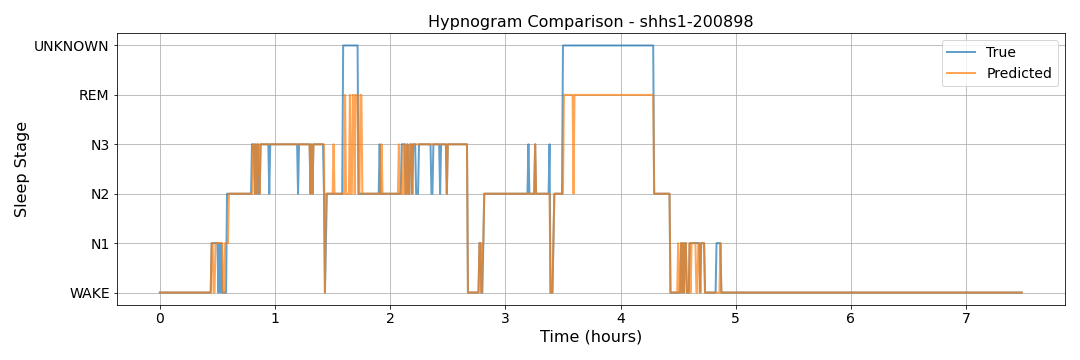 Hypnogram Comparison - shhs1-200898
UNKNOWN
REM
N3
N2
N1
WAKE
Sleep Stage
True
Predicted
0 1 2 3 4 5 6 7
Time (hours)